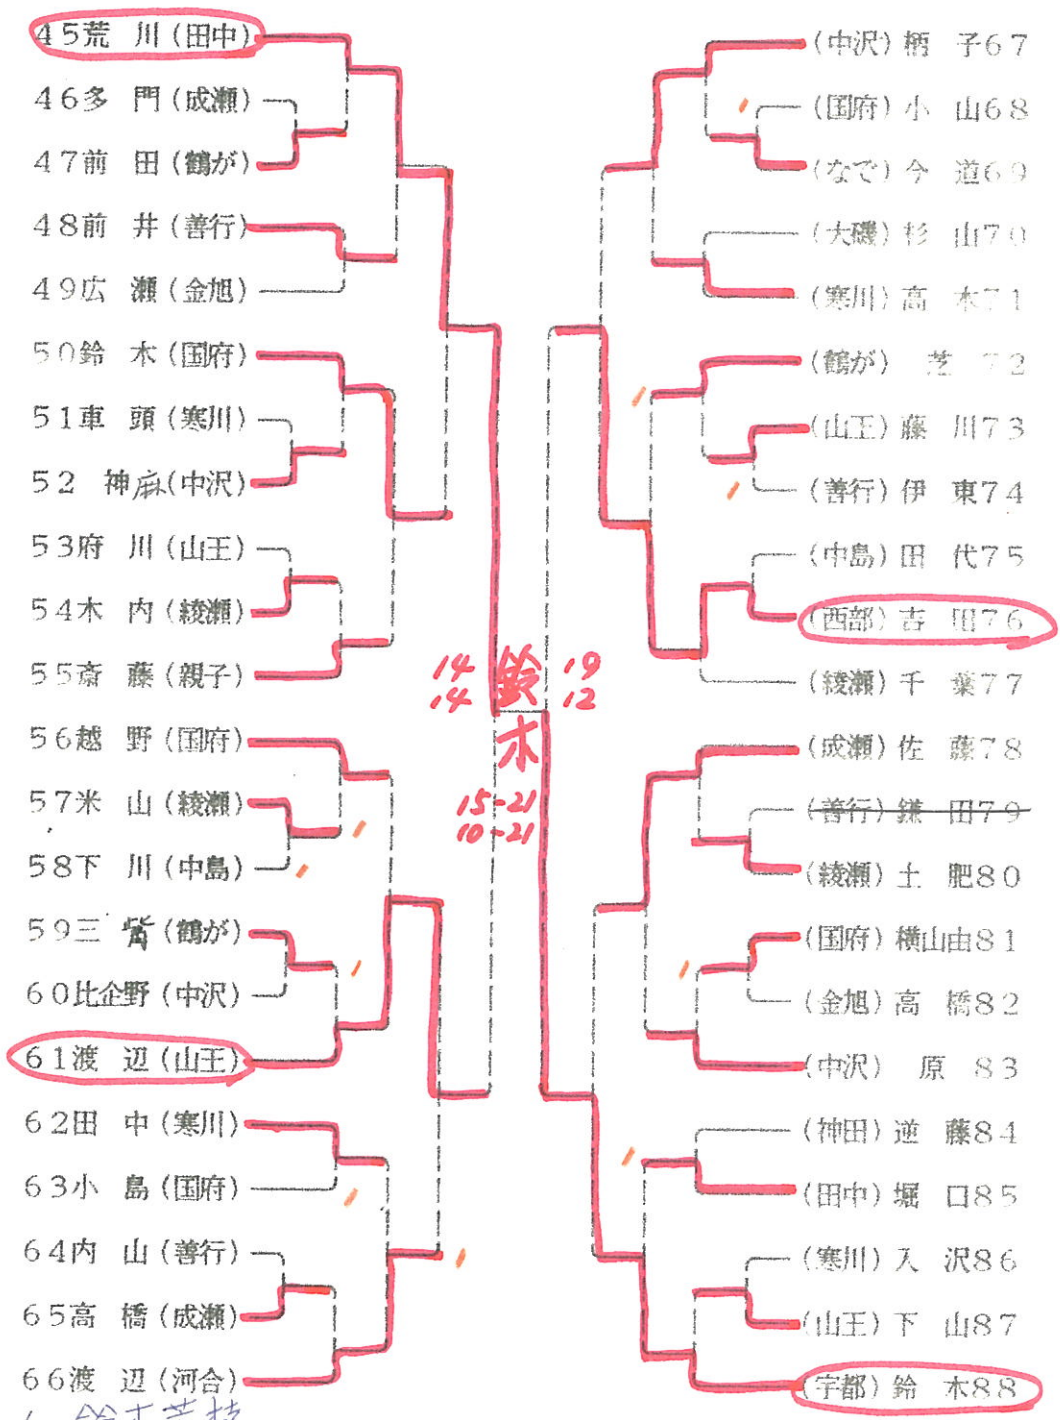 45荒 川(田中)
46多 門(成瀬)
47前 田(鶴が)
48前 井(善行)
49広 瀬(金旭)
50鈴 木(国府)
51車 頭(寒川)
52 神麻(中沢)
53府 川(山王)
54木 内(綾瀬)
55斎 藤(親子)
56越 野(国府)
57米 山(綾瀬)
58下 川(中島)
59三 觜(鶴が)
60比企野(中沢)
61渡 辺(山王)
62田 中(寒川)
63小 島(国府)
64内 山(善行)
65高 橋(成瀬)
66渡 辺(河合)
14 鈴 19
14 木 12
15-21
10-21
(中沢)柄 子67
(国府)小 山68
(なで)今 道69
(大磯)杉 山70
(寒川)高 木71
(鶴が) 芝 72
(山王)藤 川73
(善行)伊 東74
(中島)田 代75
(西部)吉 田76
(綾瀬)千 葉77
(成瀬)佐 藤78
(善行)鎌 田79
(綾瀬)土 肥80
(国府)横山由81
(金旭)高 橋82
(中沢) 原 83
(神田)逆 藤84
(田中)堀 口85
(寒川)入 沢86
(山王)下 山87
(宇都)鈴 木88